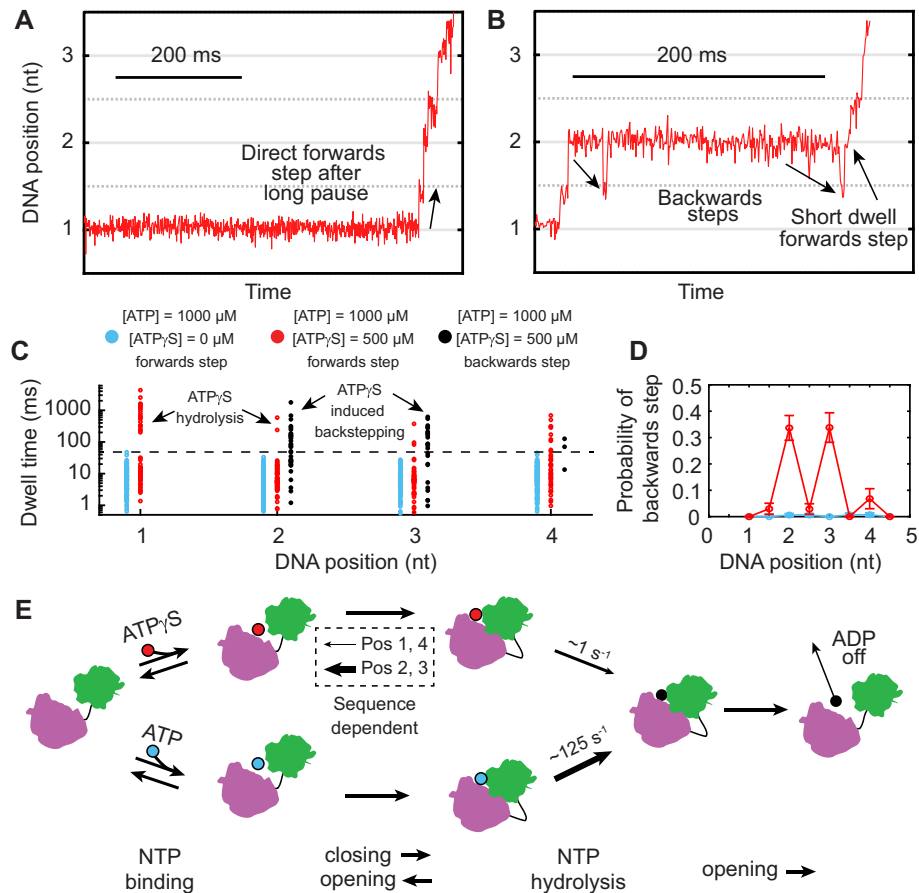 A
200 ms
Direct forwards
step after
long pause
DNA position (nt)
3
2
1
Time
B
200 ms
Backwards
steps
Short dwell
forwards step
3
2
1
Time
[ATP] = 1000 μM
[ATPγS] = 0 μM
forwards step
[ATP] = 1000 μM
[ATPγS] = 500 μM
forwards step
[ATP] = 1000 μM
[ATPγS] = 500 μM
backwards step
C
Dwell time (ms)
1000
100
10
1
ATPγS
hydrolysis
ATPγS
induced
backstepping
1
2
3
4
DNA position (nt)
D
Probability of
backwards step
0.5
0.4
0.3
0.2
0.1
0
0
1
2
3
4
5
DNA position (nt)
E
ATPγS
ATP
Pos 1, 4
Pos 2, 3
Sequence
dependent
~1 s⁻¹
~125 s⁻¹
ADP
off
NTP
binding
closing
opening
NTP
hydrolysis
opening